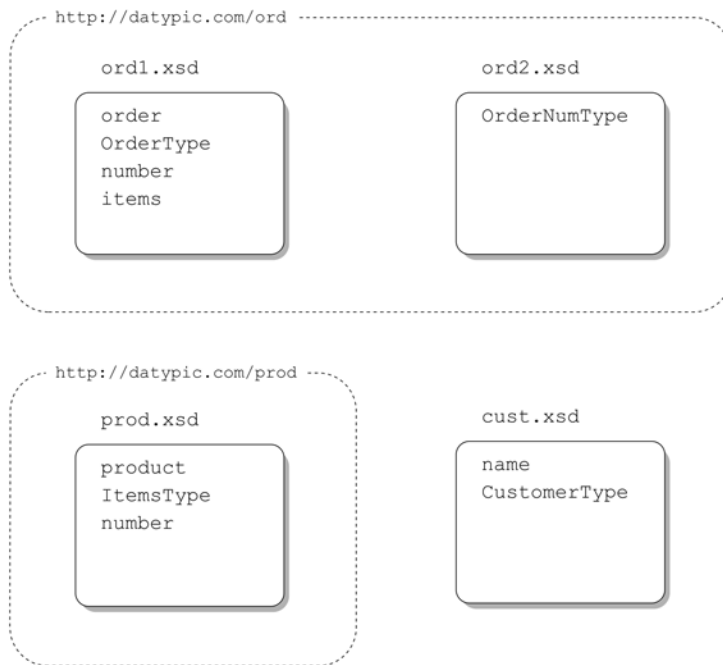 http://datypic.com/ord
ord1.xsd
order
OrderType
number
items
ord2.xsd
OrderNumType
http://datypic.com/prod
prod.xsd
product
ItemsType
number
cust.xsd
name
CustomerType